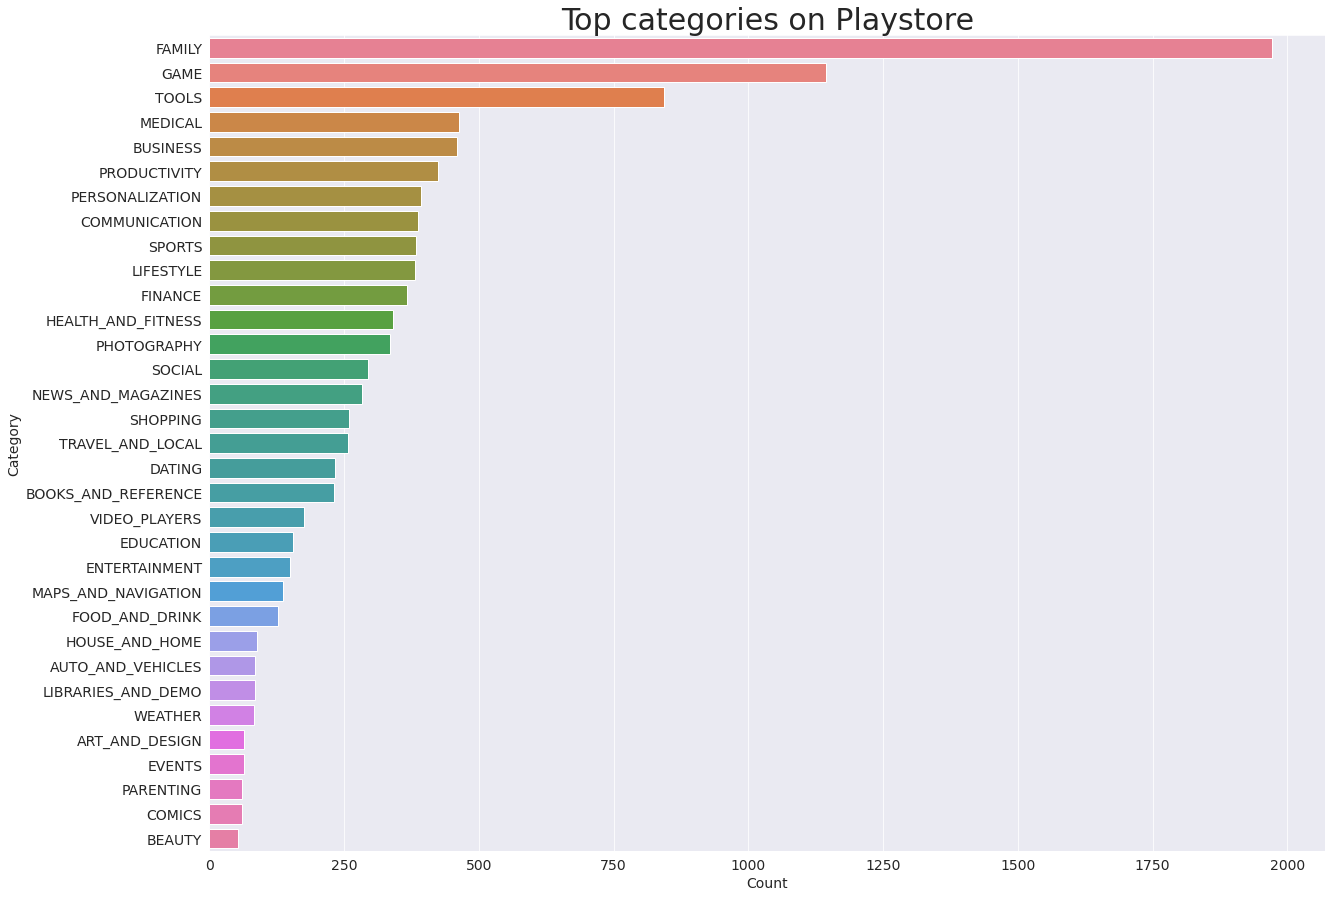 Top categories on Playstore
Category
FAMILY
GAME
TOOLS
MEDICAL
BUSINESS
PRODUCTIVITY
PERSONALIZATION
COMMUNICATION
SPORTS
LIFESTYLE
FINANCE
HEALTH_AND_FITNESS
PHOTOGRAPHY
SOCIAL
NEWS_AND_MAGAZINES
SHOPPING
TRAVEL_AND_LOCAL
DATING
BOOKS_AND_REFERENCE
VIDEO_PLAYERS
EDUCATION
ENTERTAINMENT
MAPS_AND_NAVIGATION
FOOD_AND_DRINK
HOUSE_AND_HOME
AUTO_AND_VEHICLES
LIBRARIES_AND_DEMO
WEATHER
ART_AND_DESIGN
EVENTS
PARENTING
COMICS
BEAUTY
0 250 500 750 1000 1250 1500 1750 2000
Count